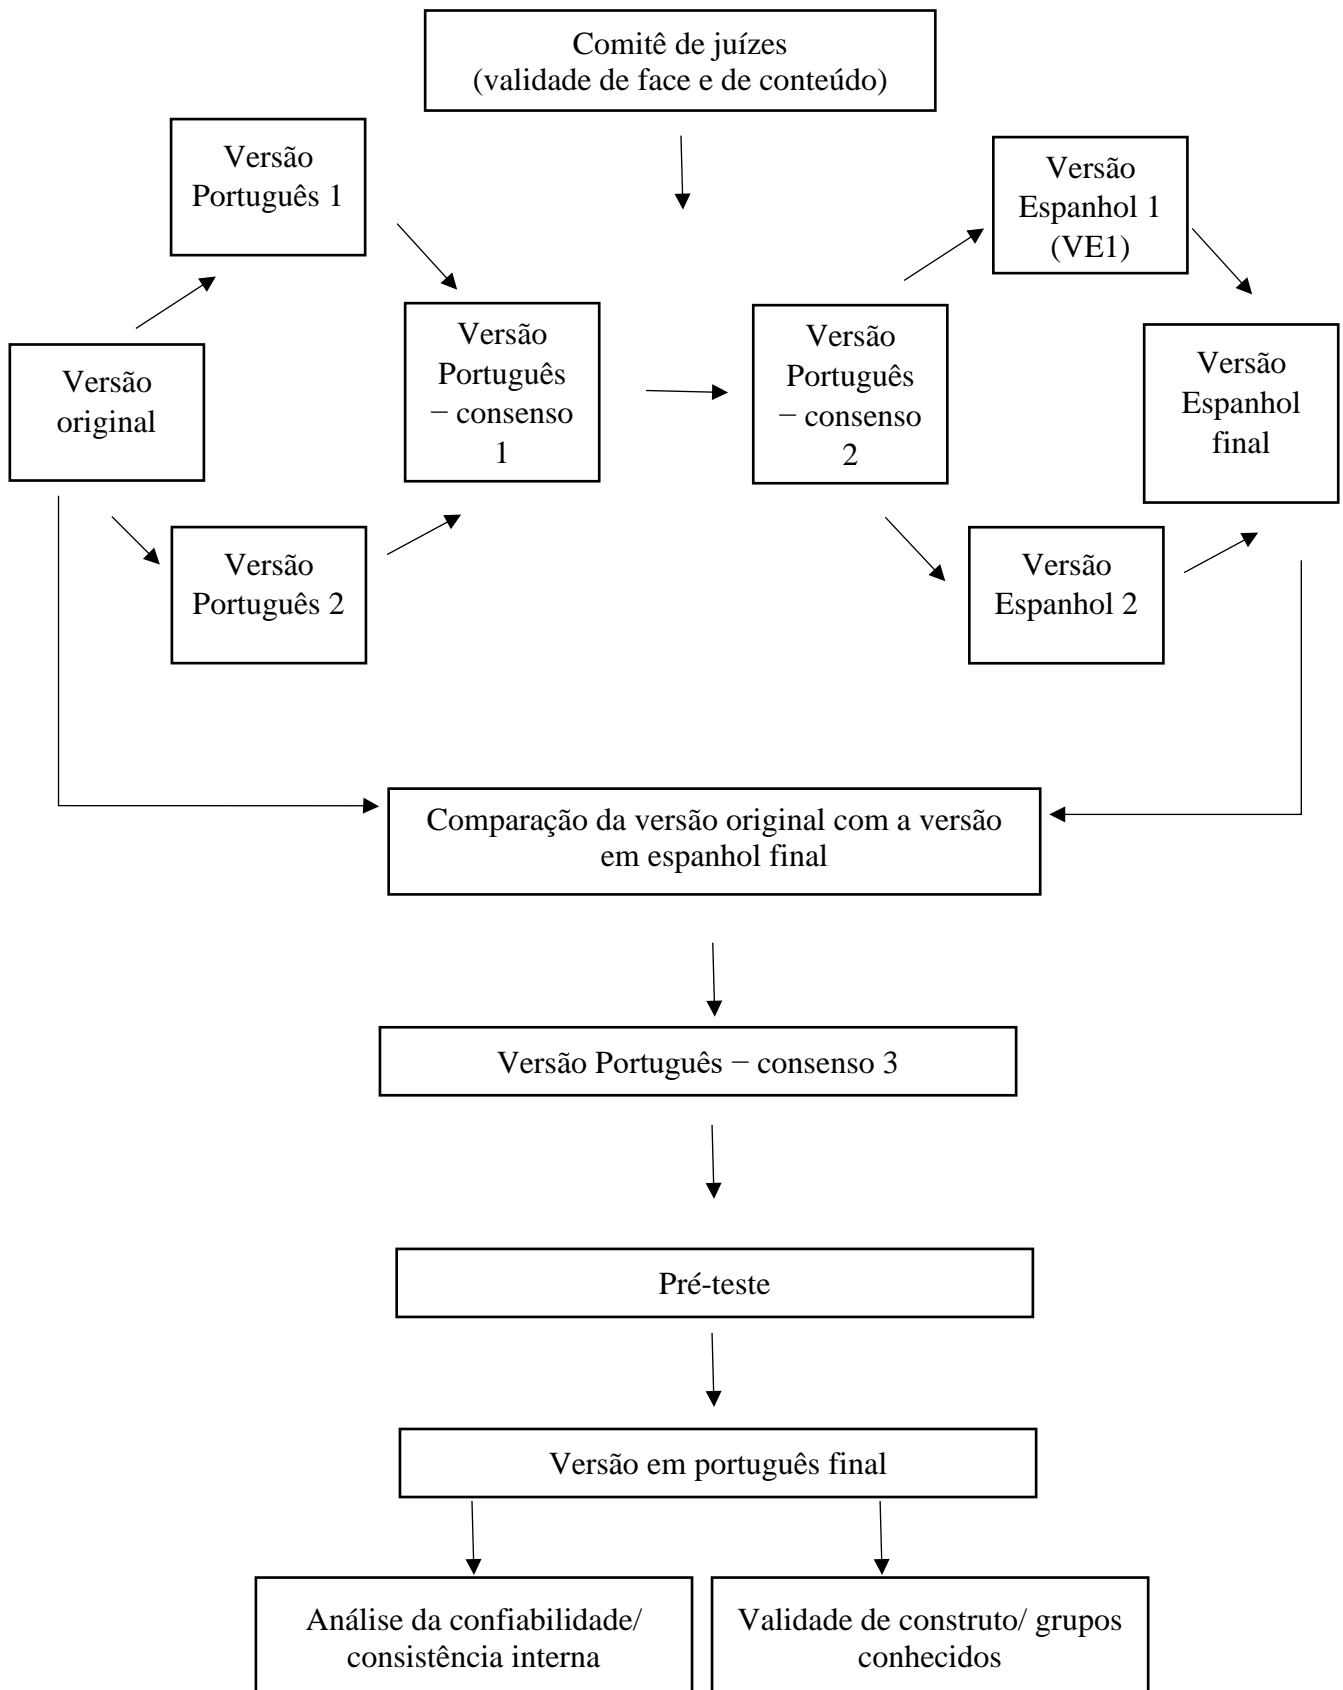 Comitê de juízes
(validade de face e de conteúdo)
Versão
Português 1
Versão
Espanhol 1
(VE1)
Versão
original
Versão
Português
− consenso
1
Versão
Português
− consenso
2
Versão
Espanhol
final
Versão
Português 2
Versão
Espanhol 2
Comparação da versão original com a versão
em espanhol final
Versão Português − consenso 3
Pré-teste
Versão em português final
Análise da confiabilidade/
consistência interna
Validade de construto/ grupos
conhecidos